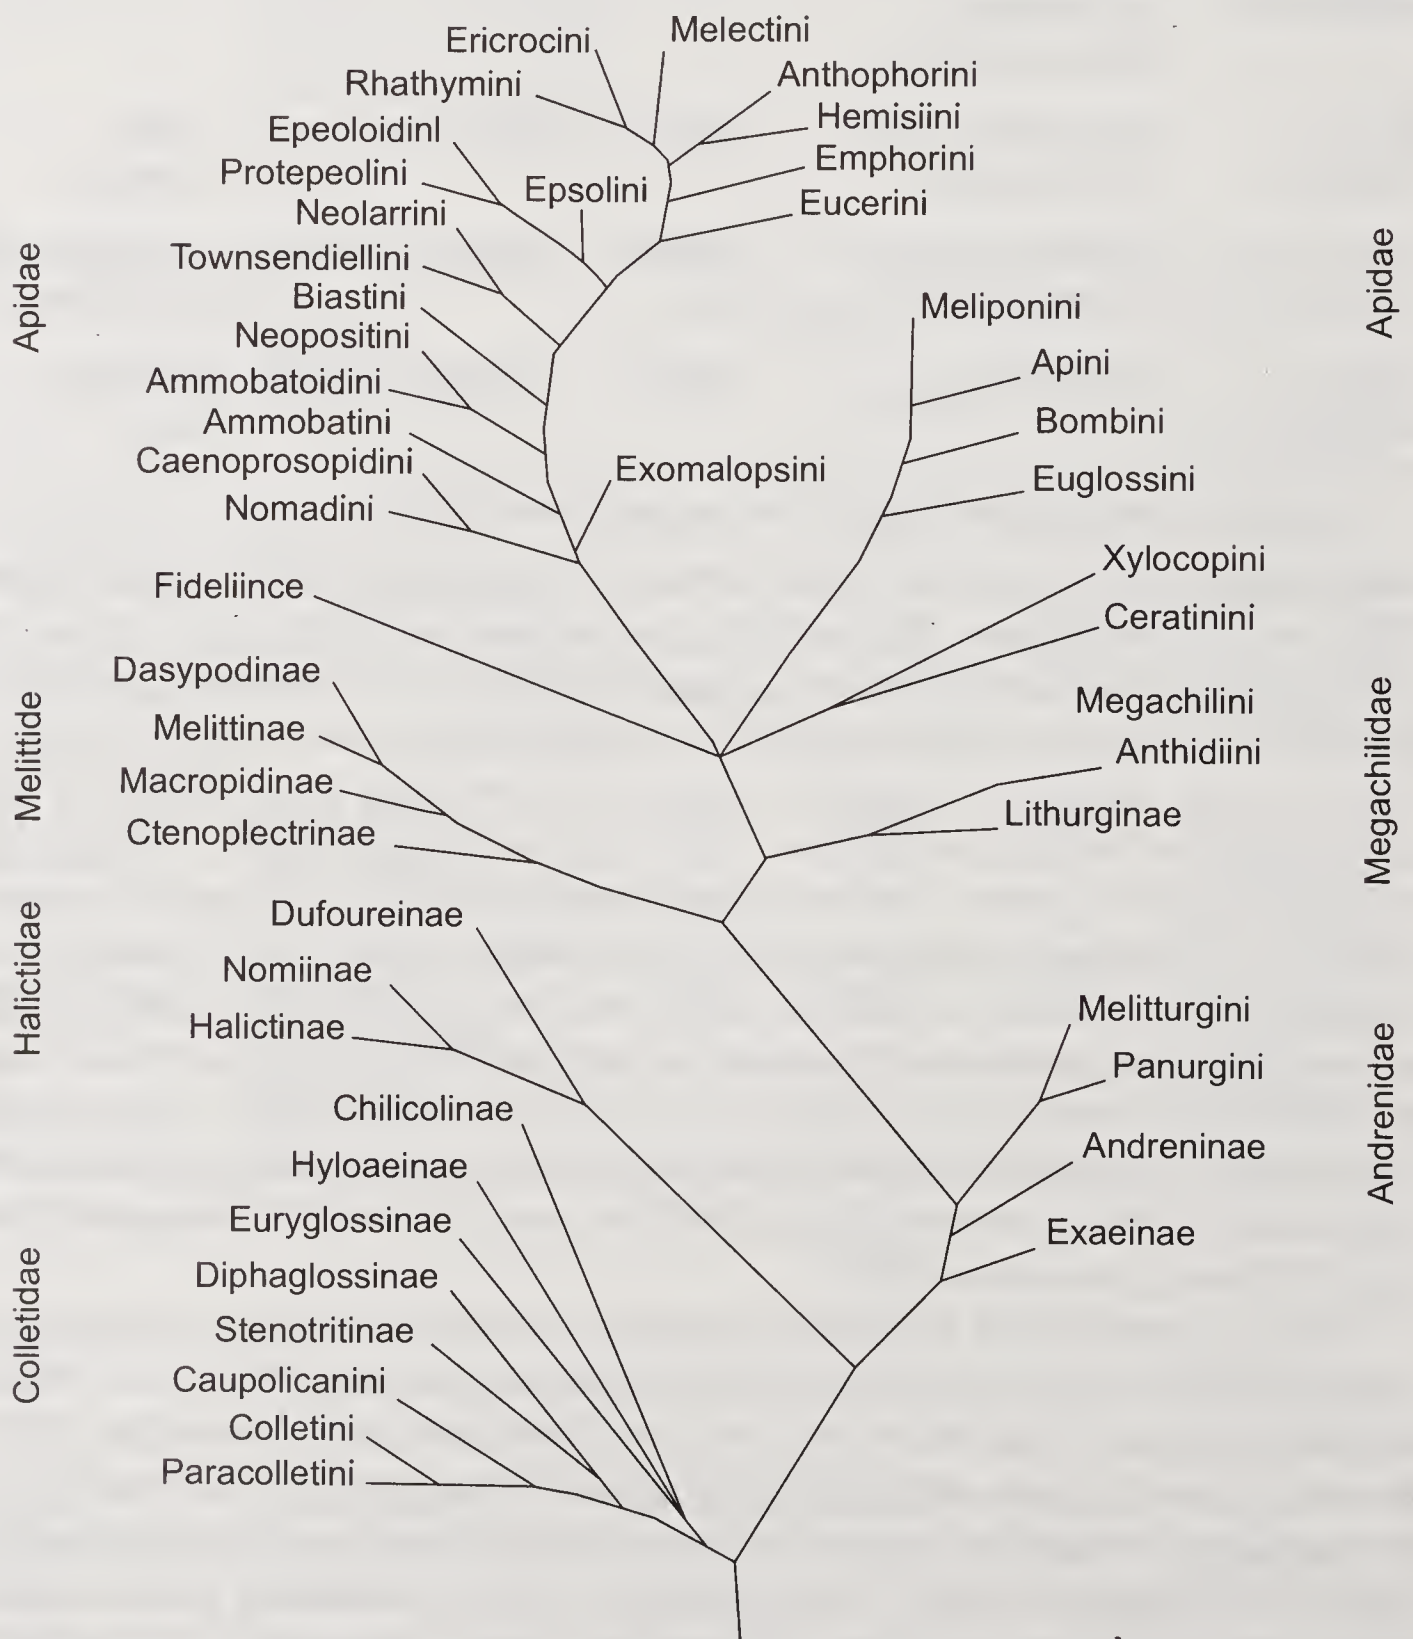 Ericrocini
Melectini
Rhathymini
Anthophorini
Hemisiini
Epeoloidinl
Emphorini
Protepeolini
Epsolini
Eucerini
Neolarrini
Townsendiellini
Biastini
Neopositini
Ammobatoidini
Ammobatini
Caenoprosopidini
Nomadini
Exomalopsini
Meliponini
Apini
Bombini
Euglossini
Xylocopini
Ceratinini
Fideliince
Dasypodinae
Melittinae
Macropidinae
Ctenoplectrinae
Megachilini
Anthidiini
Lithurginae
Dufoureinae
Nomiinae
Halictinae
Melitturgini
Panurgini
Andreninae
Exaeinae
Chilicolinae
Hyloaeinae
Euryglossinae
Diphaglossinae
Stenotritinae
Caupolicanini
Colletini
Paracolletini
Apidae
Melittide
Halictidae
Colletidae
Apidae
Megachilidae
Andrenidae